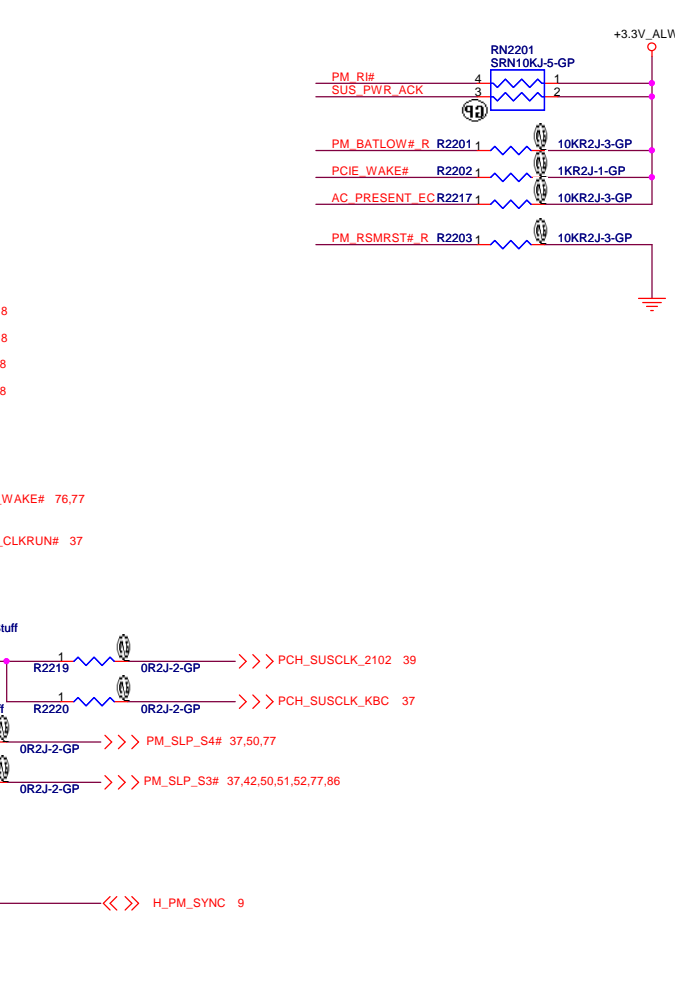 +3.3V_ALW
RN2201
SRN10KJ-5-GP
PM_RI# 4 1
SUS_PWR_ACK 3 2
PM_BATLOW#_R R2201 1 10KR2J-3-GP
PCIE_WAKE# R2202 1 1KR2J-1-GP
AC_PRESENT_EC R2217 1 10KR2J-3-GP
PM_RSMRST#_R R2203 1 10KR2J-3-GP
8
8
8
8
_WAKE# 76,77
_CLKRUN# 37
tuff
1
R2219 0R2J-2-GP PCH_SUSCLK_2102 39
1
R2220 0R2J-2-GP PCH_SUSCLK_KBC 37
f
0R2J-2-GP PM_SLP_S4# 37,50,77
0R2J-2-GP PM_SLP_S3# 37,42,50,51,52,77,86
H_PM_SYNC 9